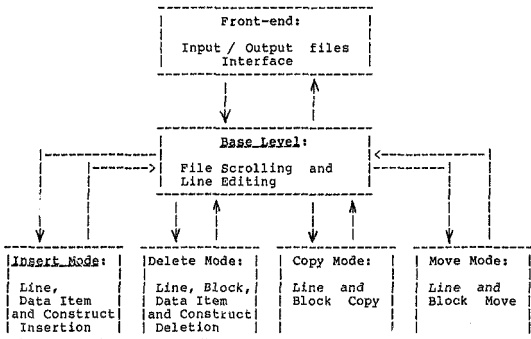 Front-end:
Input / Output files
Interface
Base Level:
File Scrolling and
Line Editing
Insert Mode:
Line,
Data Item
and Construct
Insertion
Delete Mode:
Line, Block,
Data Item
and Construct
Deletion
Copy Mode:
Line and
Block Copy
Move Mode:
Line and
Block Move